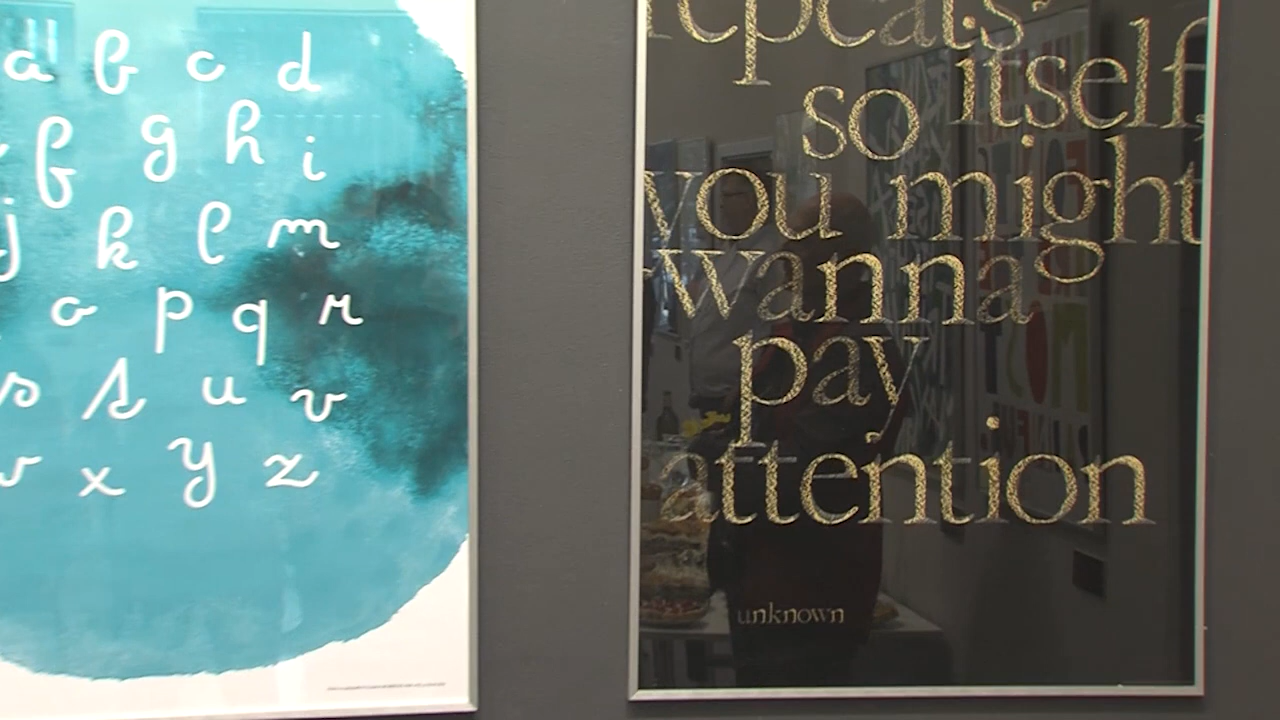 a b c d
b g h i
j k l m
o p q r
s s u v
x y z
repeats
itself,
so
you might
wanna
pay
attention
unknown